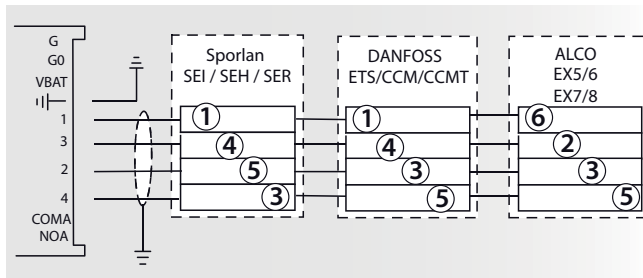 G
G0
VBAT
1
3
2
4
COMA
NOA
Sporlan
SEI / SEH / SER
1
4
5
3
DANFOSS
ETS/CCM/CCMT
1
4
3
5
ALCO
EX5/6
EX7/8
6
2
3
5